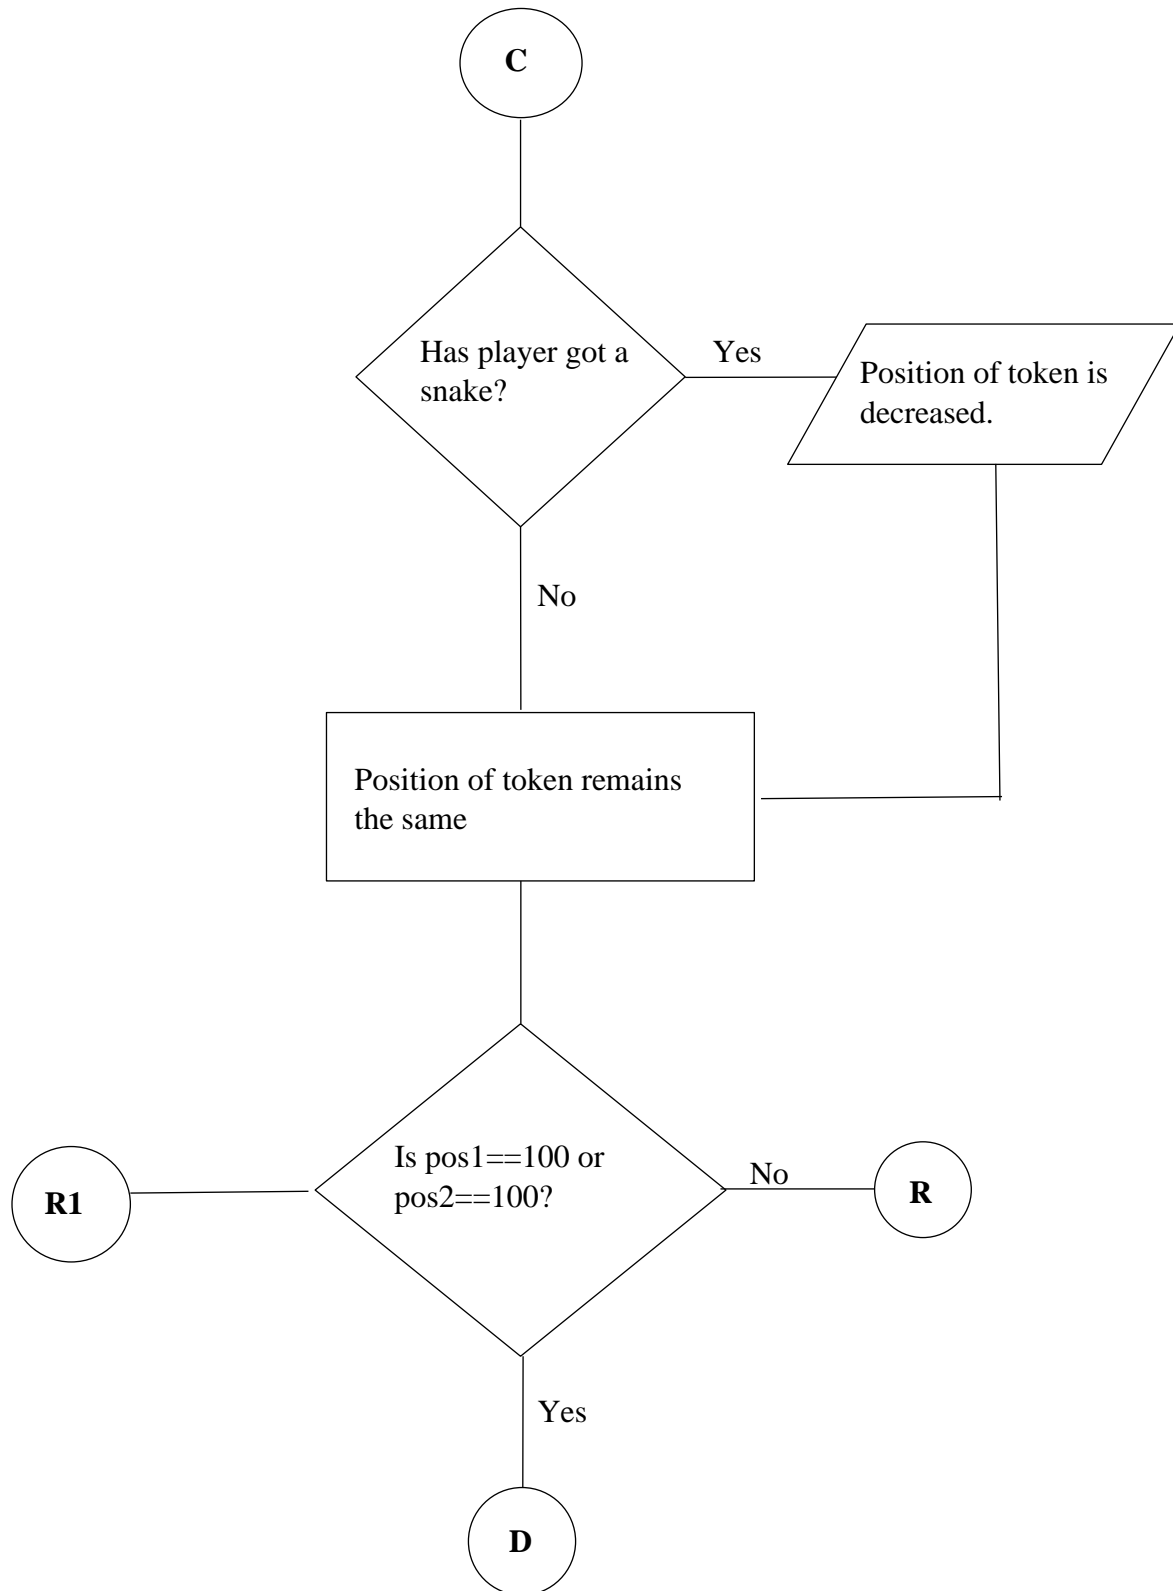 C
Has player got a
snake?
Yes
Position of token is
decreased.
No
Position of token remains
the same
Is pos1==100 or
pos2==100?
No
R1
R
Yes
D